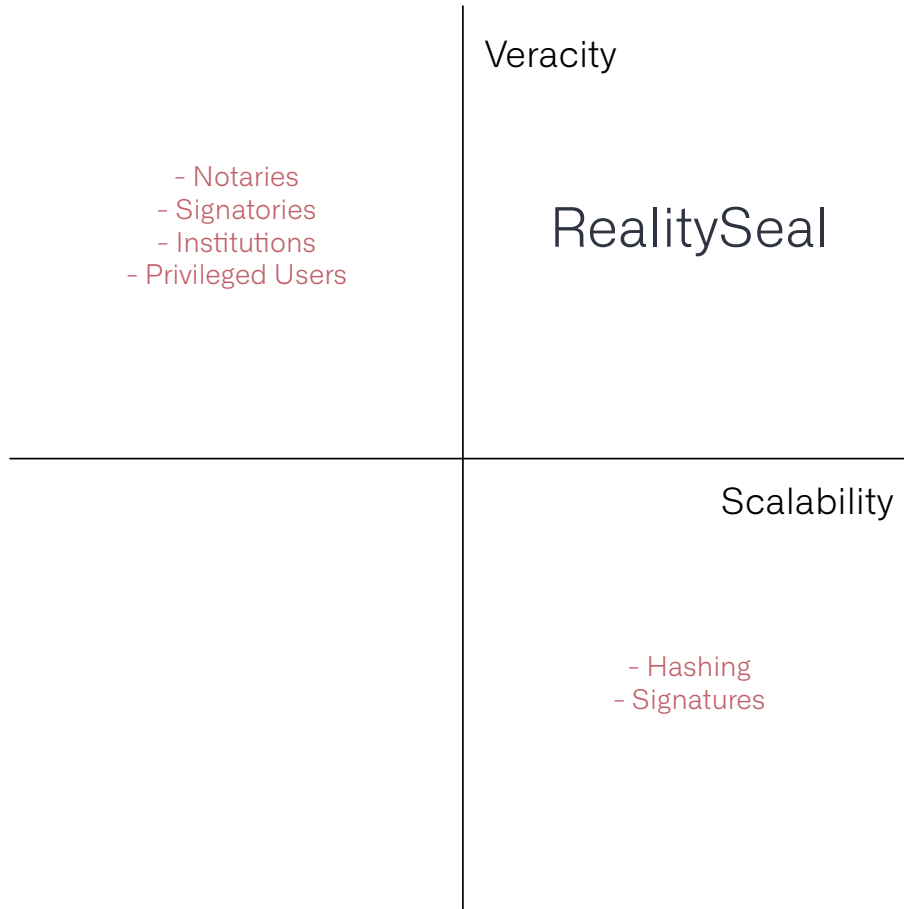 Veracity
- Notaries
- Signatories
- Institutions
- Privileged Users
RealitySeal
Scalability
- Hashing
- Signatures